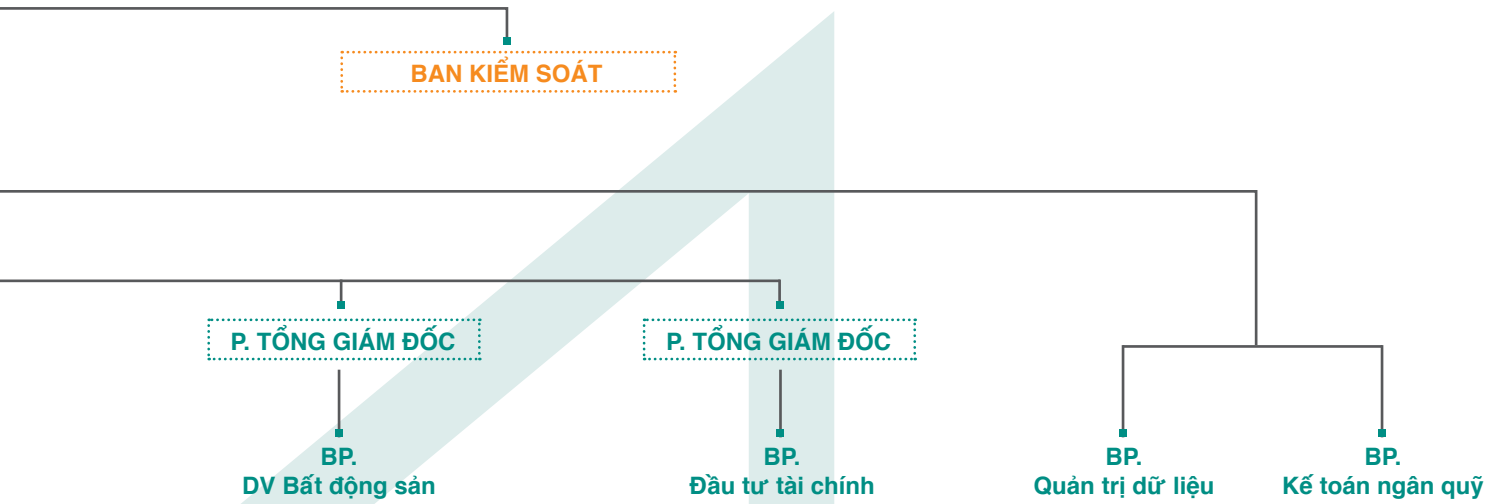 BAN KIỂM SOÁT
P. TỔNG GIÁM ĐỐC
P. TỔNG GIÁM ĐỐC
BP.
DV Bất động sản
BP.
Đầu tư tài chính
BP.
Quản trị dữ liệu
BP.
Kế toán ngân quỹ